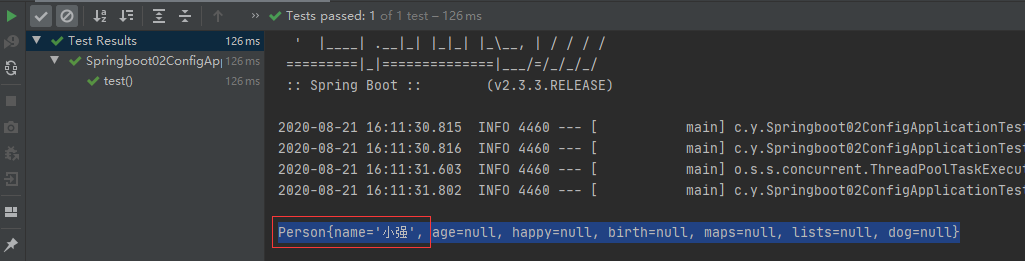 Tests passed: 1 of 1 test – 126 ms
Test Results 126 ms
Springboot02ConfigAp 126 ms
test() 126 ms
'  |____| .__|_| |_|_| |_\__, | / / / /
=========|_|==============|___/=/_/_/_/
:: Spring Boot ::        (v2.3.3.RELEASE)
2020-08-21 16:11:30.815  INFO 4460 --- [           main] c.y.Springboot02ConfigApplicationTest
2020-08-21 16:11:30.816  INFO 4460 --- [           main] c.y.Springboot02ConfigApplicationTest
2020-08-21 16:11:31.603  INFO 4460 --- [           main] o.s.s.concurrent.ThreadPoolTaskExecut
2020-08-21 16:11:31.802  INFO 4460 --- [           main] c.y.Springboot02ConfigApplicationTest
Person{name='小强', age=null, happy=null, birth=null, maps=null, lists=null, dog=null}